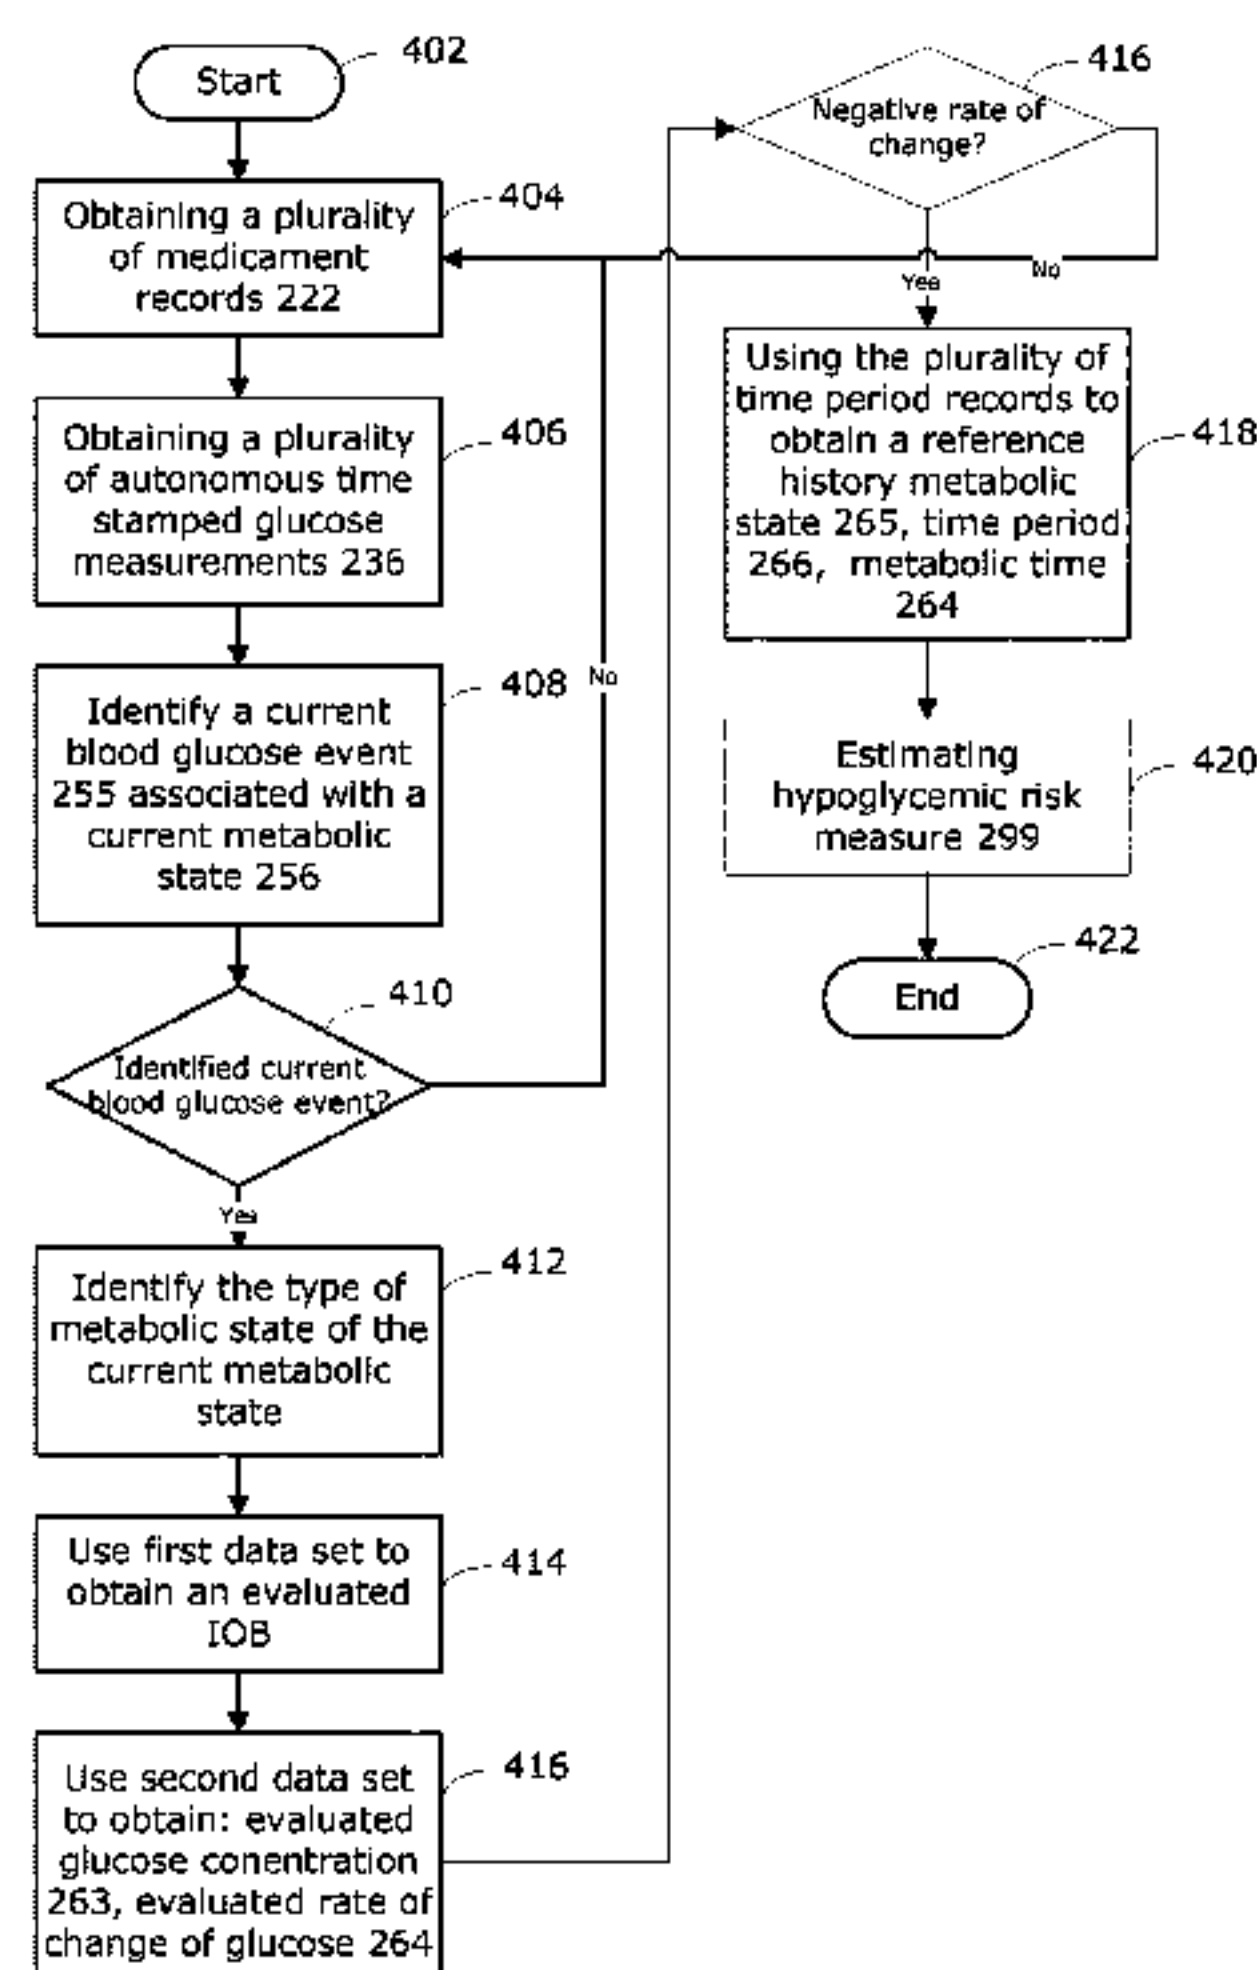 Start
402
Obtaining a plurality
of medicament
records 222
404
Obtaining a plurality
of autonomous time
stamped glucose
measurements 236
406
Identify a current
blood glucose event
255 associated with a
current metabolic
state 256
408
No
Identified current
blood glucose event?
410
Yes
Identify the type of
metabolic state of the
current metabolic
state
412
Use first data set to
obtain an evaluated
IOB
414
Use second data set
to obtain: evaluated
glucose conentration
263, evaluated rate of
change of glucose 264
416
Negative rate of
change?
416
No
Yes
Using the plurality of
time period records to
obtain a reference
history metabolic
state 265, time period
266, metabolic time
264
418
Estimating
hypoglycemic risk
measure 299
420
End
422